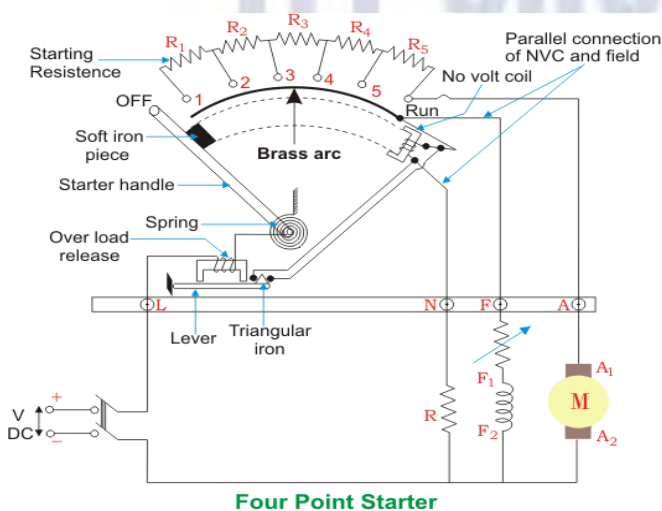 R1
R2
R3
R4
R5
Starting
Resistence
Parallel connection
of NVC and field
No volt coil
OFF
1
2
3
4
5
Run
Soft iron
piece
Brass arc
Starter handle
Spring
Over load
release
L
N
F
A
Lever
Triangular
iron
+
V
DC
−
R
F1
F2
A1
M
A2
Four Point Starter